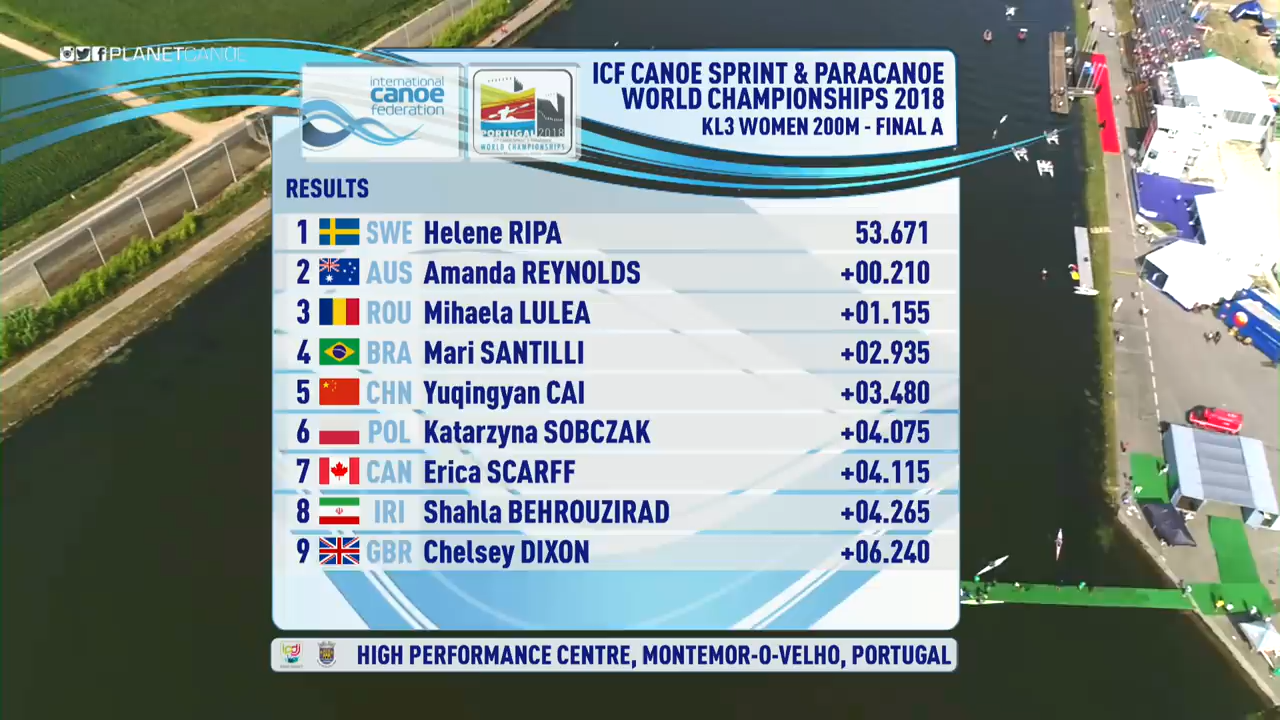 PLANETCANOE
international
canoe
federation
PORTUGAL 2018
WORLD CHAMPIONSHIPS
ICF CANOE SPRINT & PARACANOE
WORLD CHAMPIONSHIPS 2018
KL3 WOMEN 200M - FINAL A
RESULTS
1 SWE Helene RIPA 53.671
2 AUS Amanda REYNOLDS +00.210
3 ROU Mihaela LULEA +01.155
4 BRA Mari SANTILLI +02.935
5 CHN Yuqingyan CAI +03.480
6 POL Katarzyna SOBCZAK +04.075
7 CAN Erica SCARFF +04.115
8 IRI Shahla BEHROUZIRAD +04.265
9 GBR Chelsey DIXON +06.240
HIGH PERFORMANCE CENTRE, MONTEMOR-O-VELHO, PORTUGAL